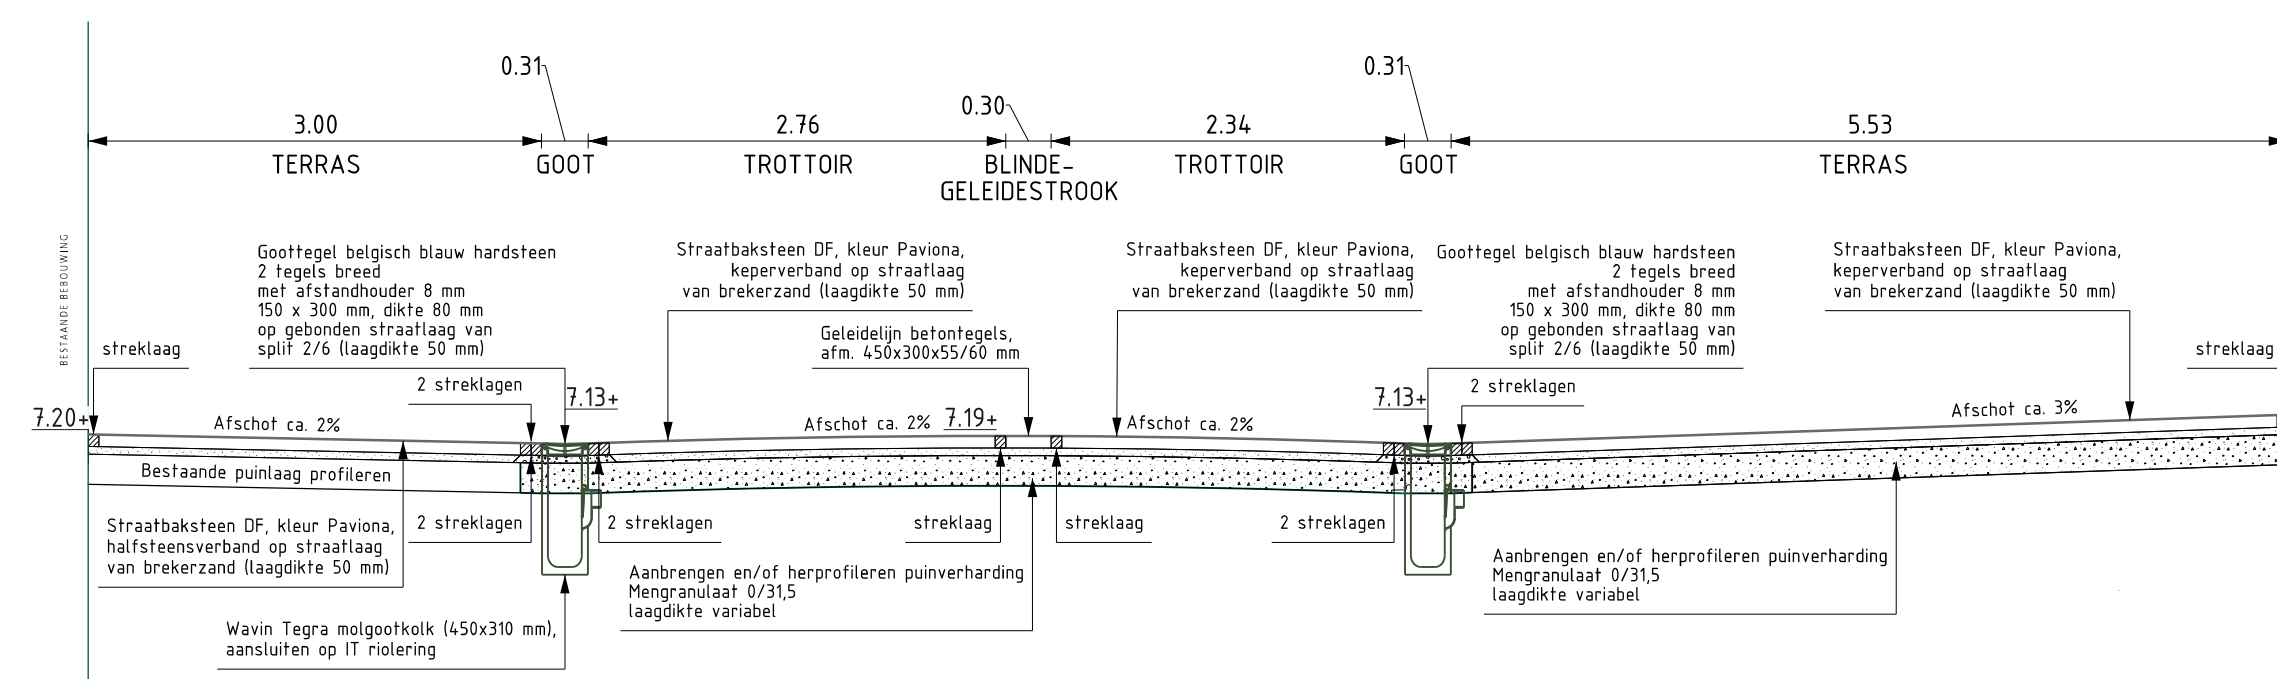 0.31
0.31
0.30
3.00
2.76
2.34
5.53
TERRAS
GOOT
TROTTOIR
BLINDE-
GELEIDESTROOK
TROTTOIR
GOOT
TERRAS
BESTAANDE BEBOUWING
Goottegel belgisch blauw hardsteen
2 tegels breed
met afstandhouder 8 mm
150 x 300 mm, dikte 80 mm
op gebonden straatlaag van
split 2/6 (laagdikte 50 mm)
Straatbaksteen DF, kleur Paviona,
keperverband op straatlaag
van brekerzand (laagdikte 50 mm)
Geleidelijn betontegels,
afm. 450x300x55/60 mm
Straatbaksteen DF, kleur Paviona,
keperverband op straatlaag
van brekerzand (laagdikte 50 mm)
Goottegel belgisch blauw hardsteen
2 tegels breed
met afstandhouder 8 mm
150 x 300 mm, dikte 80 mm
op gebonden straatlaag van
split 2/6 (laagdikte 50 mm)
Straatbaksteen DF, kleur Paviona,
keperverband op straatlaag
van brekerzand (laagdikte 50 mm)
streklaag
streklaag
2 streklagen
2 streklagen
7.20+
Afschot ca. 2%
7.13+
Afschot ca. 2%
7.19+
Afschot ca. 2%
7.13+
Afschot ca. 3%
Bestaande puinlaag profileren
Straatbaksteen DF, kleur Paviona,
halfsteensverband op straatlaag
van brekerzand (laagdikte 50 mm)
2 streklagen
2 streklagen
streklaag
streklaag
2 streklagen
Aanbrengen en/of herprofileren puinverharding
Mengranulaat 0/31,5
laagdikte variabel
Aanbrengen en/of herprofileren puinverharding
Mengranulaat 0/31,5
laagdikte variabel
Wavin Tegra molgootkolk (450x310 mm),
aansluiten op IT riolering